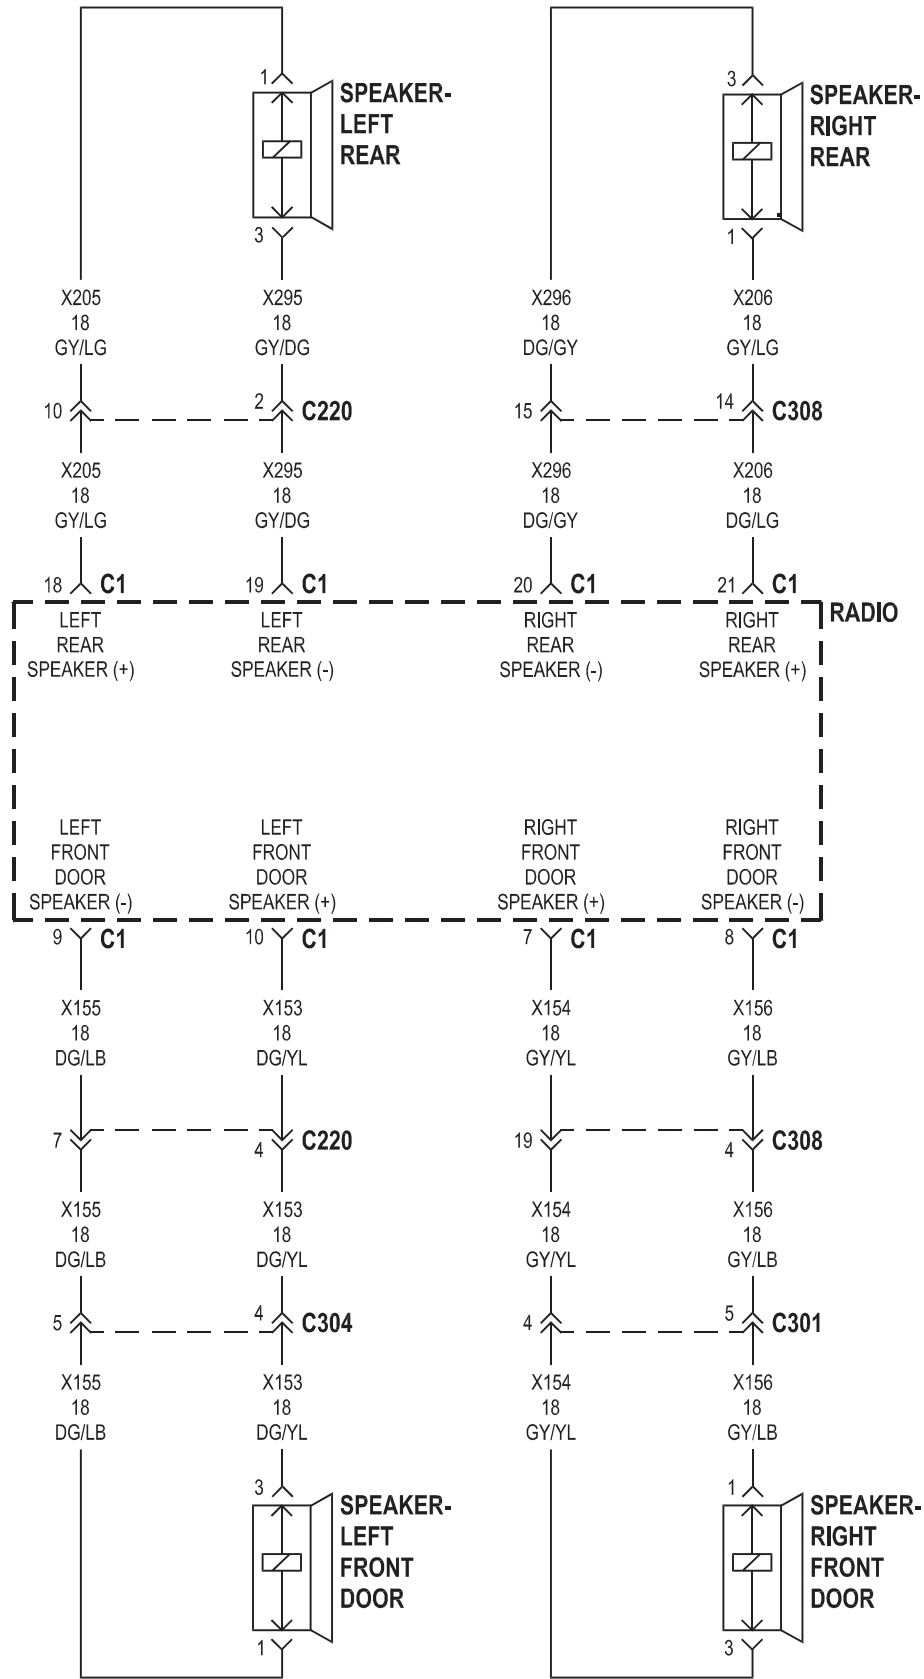 1
SPEAKER-
LEFT
REAR
3
3
SPEAKER-
RIGHT
REAR
1
X205
18
GY/LG
X295
18
GY/DG
X296
18
DG/GY
X206
18
GY/LG
10
2
C220
15
14
C308
X205
18
GY/LG
X295
18
GY/DG
X296
18
DG/GY
X206
18
DG/LG
18
C1
19
C1
20
C1
21
C1
RADIO
LEFT
REAR
SPEAKER (+)
LEFT
REAR
SPEAKER (-)
RIGHT
REAR
SPEAKER (-)
RIGHT
REAR
SPEAKER (+)
LEFT
FRONT
DOOR
SPEAKER (-)
LEFT
FRONT
DOOR
SPEAKER (+)
RIGHT
FRONT
DOOR
SPEAKER (+)
RIGHT
FRONT
DOOR
SPEAKER (-)
9
C1
10
C1
7
C1
8
C1
X155
18
DG/LB
X153
18
DG/YL
X154
18
GY/YL
X156
18
GY/LB
7
4
C220
19
4
C308
X155
18
DG/LB
X153
18
DG/YL
X154
18
GY/YL
X156
18
GY/LB
5
4
C304
4
5
C301
X155
18
DG/LB
X153
18
DG/YL
X154
18
GY/YL
X156
18
GY/LB
3
SPEAKER-
LEFT
FRONT
DOOR
1
1
SPEAKER-
RIGHT
FRONT
DOOR
3